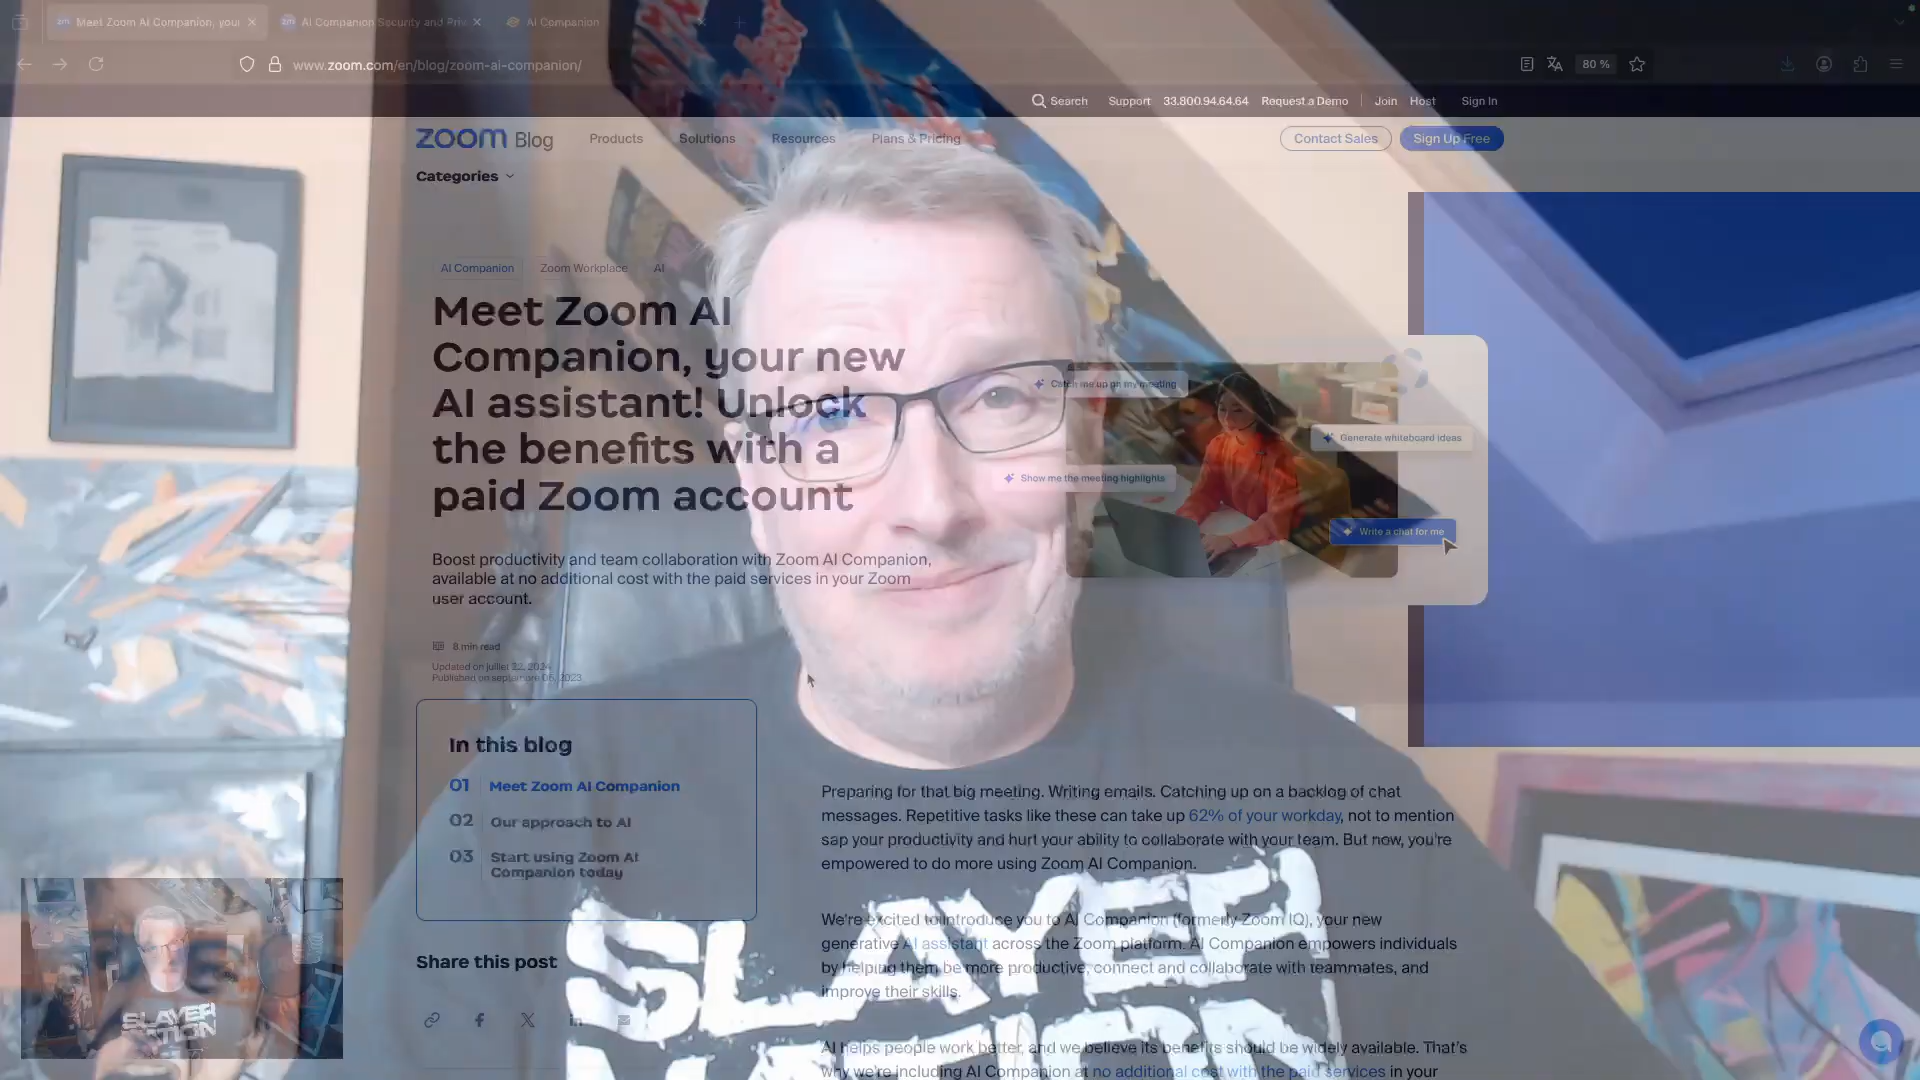 Meet Zoom AI Companion, your
AI Companion Security and Priv
AI Companion
www.zoom.com/en/blog/zoom-ai-companion/
80 %
Search
Support
33.800.94.64.64
Request a Demo
Join
Host
Sign In
zoom Blog
Products
Solutions
Resources
Plans & Pricing
Contact Sales
Sign Up Free
Categories
AI Companion
Zoom Workplace
AI
Meet Zoom AI
Companion, your new
AI assistant! Unlock
the benefits with a
paid Zoom account
Boost productivity and team collaboration with Zoom AI Companion,
available at no additional cost with the paid services in your Zoom
user account.
8 min read
Updated on juillet 22, 2024
Published on septembre 05, 2023
Catch me up on my meeting
Generate whiteboard ideas
Show me the meeting highlights
Write a chat for me
In this blog
01 Meet Zoom AI Companion
02 Our approach to AI
03 Start using Zoom AI
Companion today
Share this post
Preparing for that big meeting. Writing emails. Catching up on a backlog of chat
messages. Repetitive tasks like these can take up 62% of your workday, not to mention
sap your productivity and hurt your ability to collaborate with your team. But now, you're
empowered to do more using Zoom AI Companion.
We're excited to introduce you to AI Companion (formerly Zoom IQ), your new
generative AI assistant across the Zoom platform. AI Companion empowers individuals
by helping them be more productive, connect and collaborate with teammates, and
improve their skills.
AI helps people work better, and we believe its benefits should be widely available. That's
why we're including AI Companion at no additional cost with the paid services in your
SLAYER
NATION
SLAYER
NATION